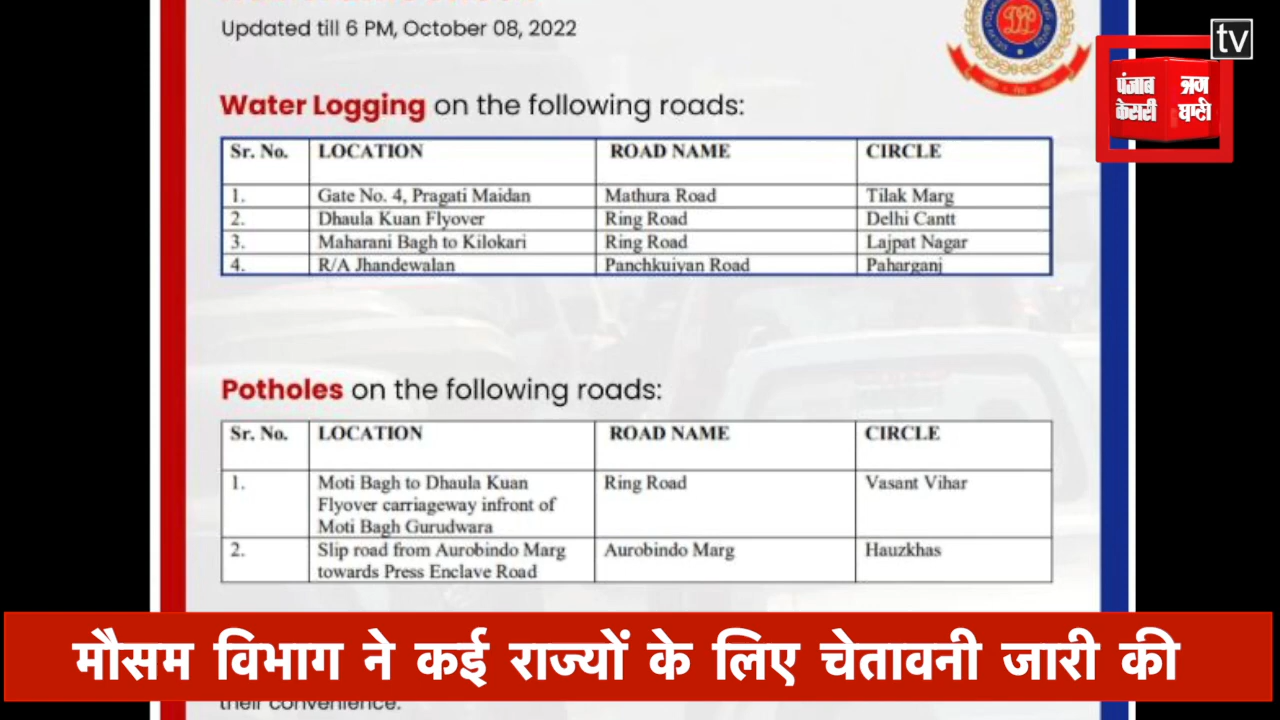 Updated till 6 PM, October 08, 2022
tv
पंजाब केसरी
Water Logging on the following roads:
Sr. No. LOCATION ROAD NAME CIRCLE
1. Gate No. 4, Pragati Maidan Mathura Road Tilak Marg
2. Dhaula Kuan Flyover Ring Road Delhi Cantt
3. Maharani Bagh to Kilokari Ring Road Lajpat Nagar
4. R/A Jhandewalan Panchkuiyan Road Paharganj
Potholes on the following roads:
Sr. No. LOCATION ROAD NAME CIRCLE
1. Moti Bagh to Dhaula Kuan Ring Road Vasant Vihar
Flyover carriageway infront of
Moti Bagh Gurudwara
2. Slip road from Aurobindo Marg Aurobindo Marg Hauzkhas
towards Press Enclave Road
मौसम विभाग ने कई राज्यों के लिए चेतावनी जारी की
their convenience.